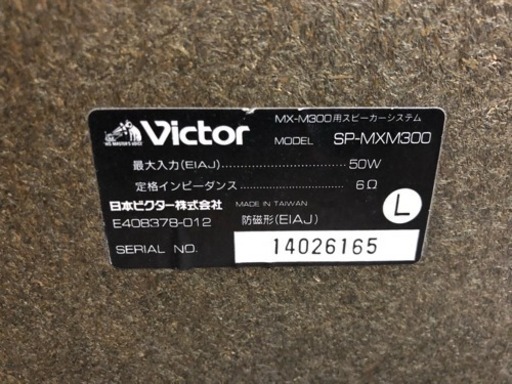 MX-M300用スピーカーシステム
Victor MODEL SP-MXM300
"HIS MASTER'S VOICE"
最大入力(EIAJ)..............................50W
定格インピーダンス..............................6Ω
日本ビクター株式会社 MADE IN TAIWAN
E408378-012 防磁形(EIAJ) L
SERIAL NO. 14026165